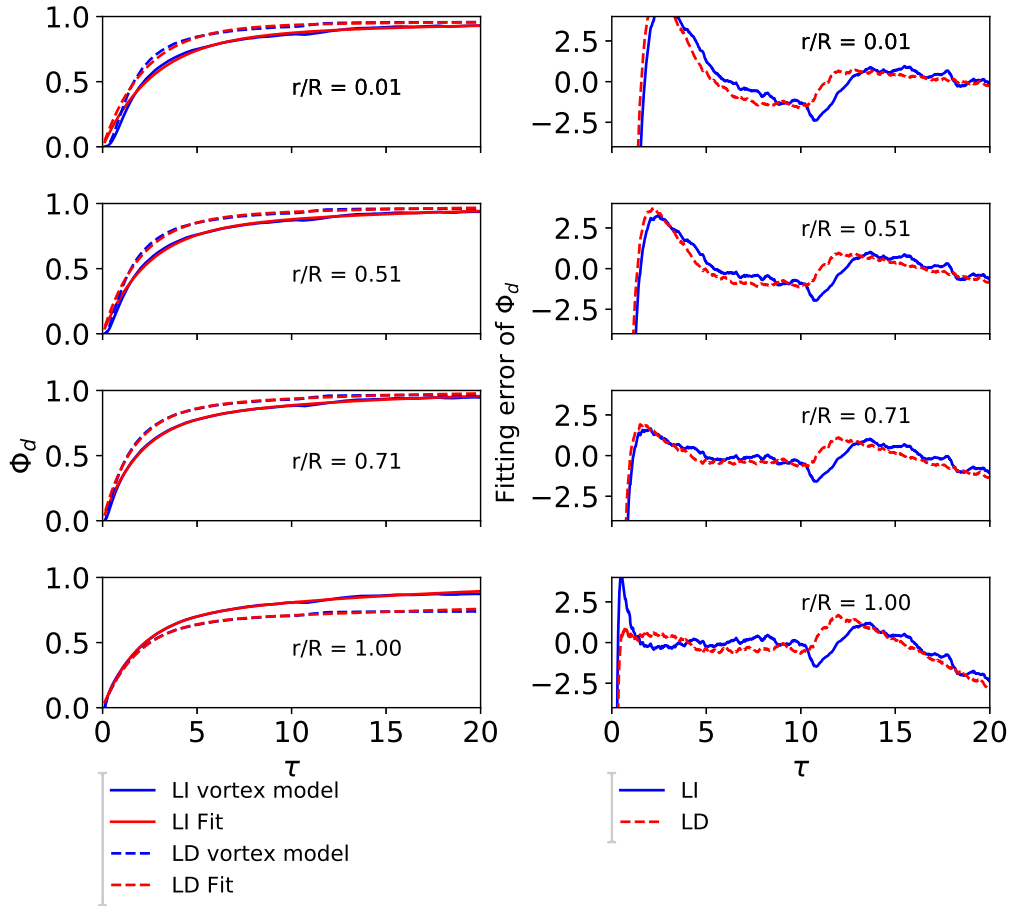 1.0
0.5
0.0
r/R = 0.01
2.5
0.0
−2.5
r/R = 0.01
1.0
0.5
0.0
r/R = 0.51
2.5
0.0
−2.5
r/R = 0.51
1.0
0.5
0.0
r/R = 0.71
2.5
0.0
−2.5
r/R = 0.71
1.0
0.5
0.0
r/R = 1.00
2.5
0.0
−2.5
r/R = 1.00
Φd
Fitting error of Φd
0 5 10 15 20
0 5 10 15 20
τ
τ
LI vortex model
LI Fit
LD vortex model
LD Fit
LI
LD